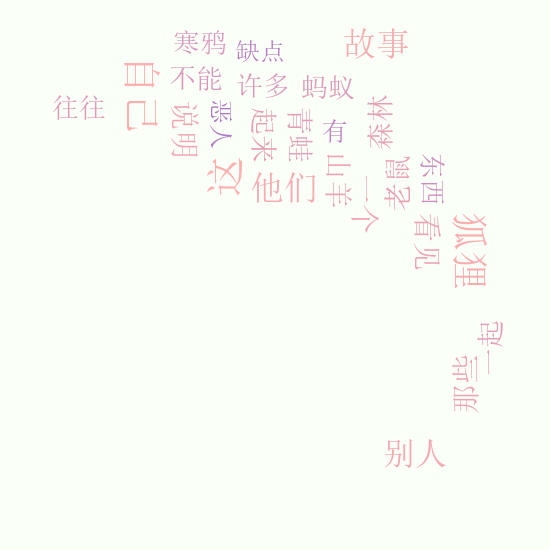 故事
寒鸦
缺点
自己
不能
许多
蚂蚁
往往
说明
恶人
起来
青蛙
有
森林
这
他们
山羊
一个
老鼠
东西
看见
狐狸
一起
那些
别人